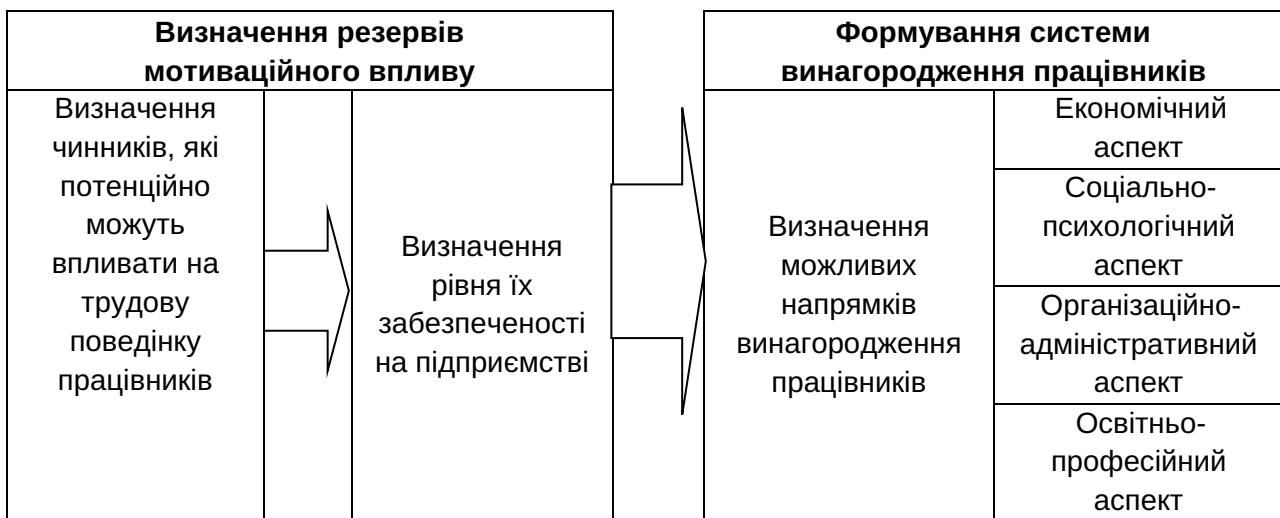 Визначення резервів
мотиваційного впливу
Визначення
чинників, які
потенційно
можуть
впливати на
трудову
поведінку
працівників
Визначення
рівня їх
забезпеченості
на підприємстві
Формування системи
винагородження працівників
Визначення
можливих
напрямків
винагородження
працівників
Економічний
аспект
Соціально-
психологічний
аспект
Організаційно-
адміністративний
аспект
Освітньо-
професійний
аспект